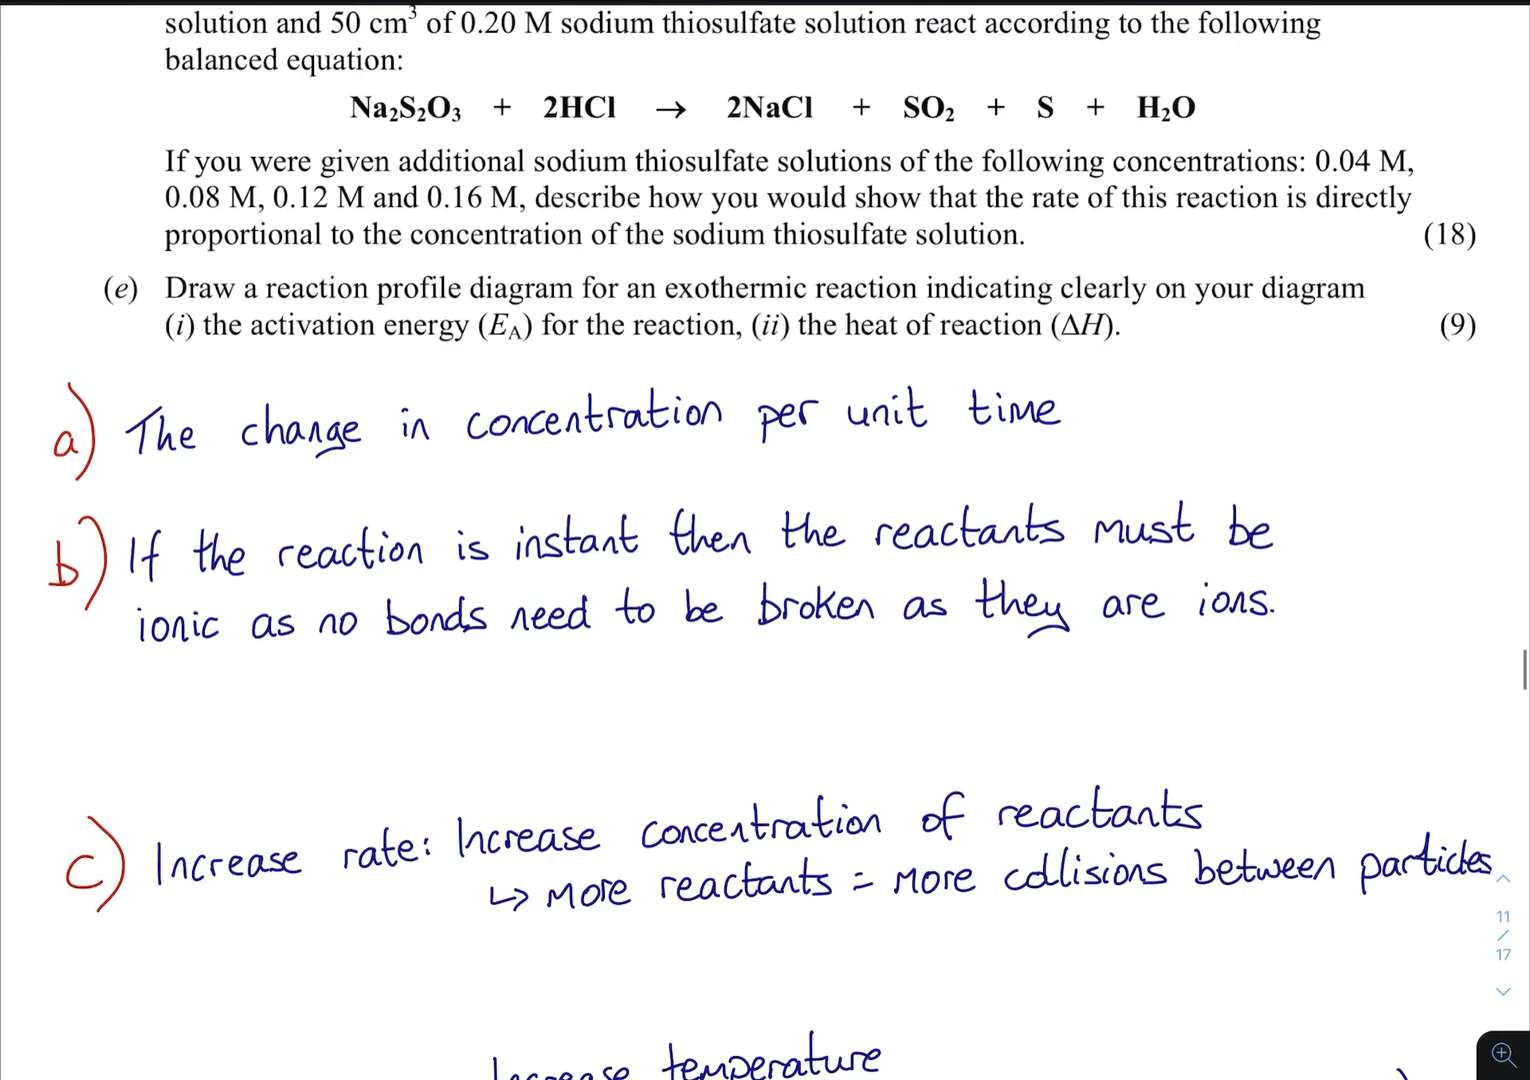 solution and 50 cm³ of 0.20 M sodium thiosulfate solution react according to the following
balanced equation:
Na₂S₂O₃ + 2HCl → 2NaCl + SO₂ + S + H₂O
If you were given additional sodium thiosulfate solutions of the following concentrations: 0.04 M,
0.08 M, 0.12 M and 0.16 M, describe how you would show that the rate of this reaction is directly
proportional to the concentration of the sodium thiosulfate solution. (18)
(e) Draw a reaction profile diagram for an exothermic reaction indicating clearly on your diagram
(i) the activation energy (E_A) for the reaction, (ii) the heat of reaction (ΔH). (9)
a) The change in concentration per unit time
b) If the reaction is instant then the reactants must be
ionic as no bonds need to be broken as they are ions.
c) Increase rate: Increase concentration of reactants
↳ more reactants = more collisions between particles
11
/
17
Increase temperature